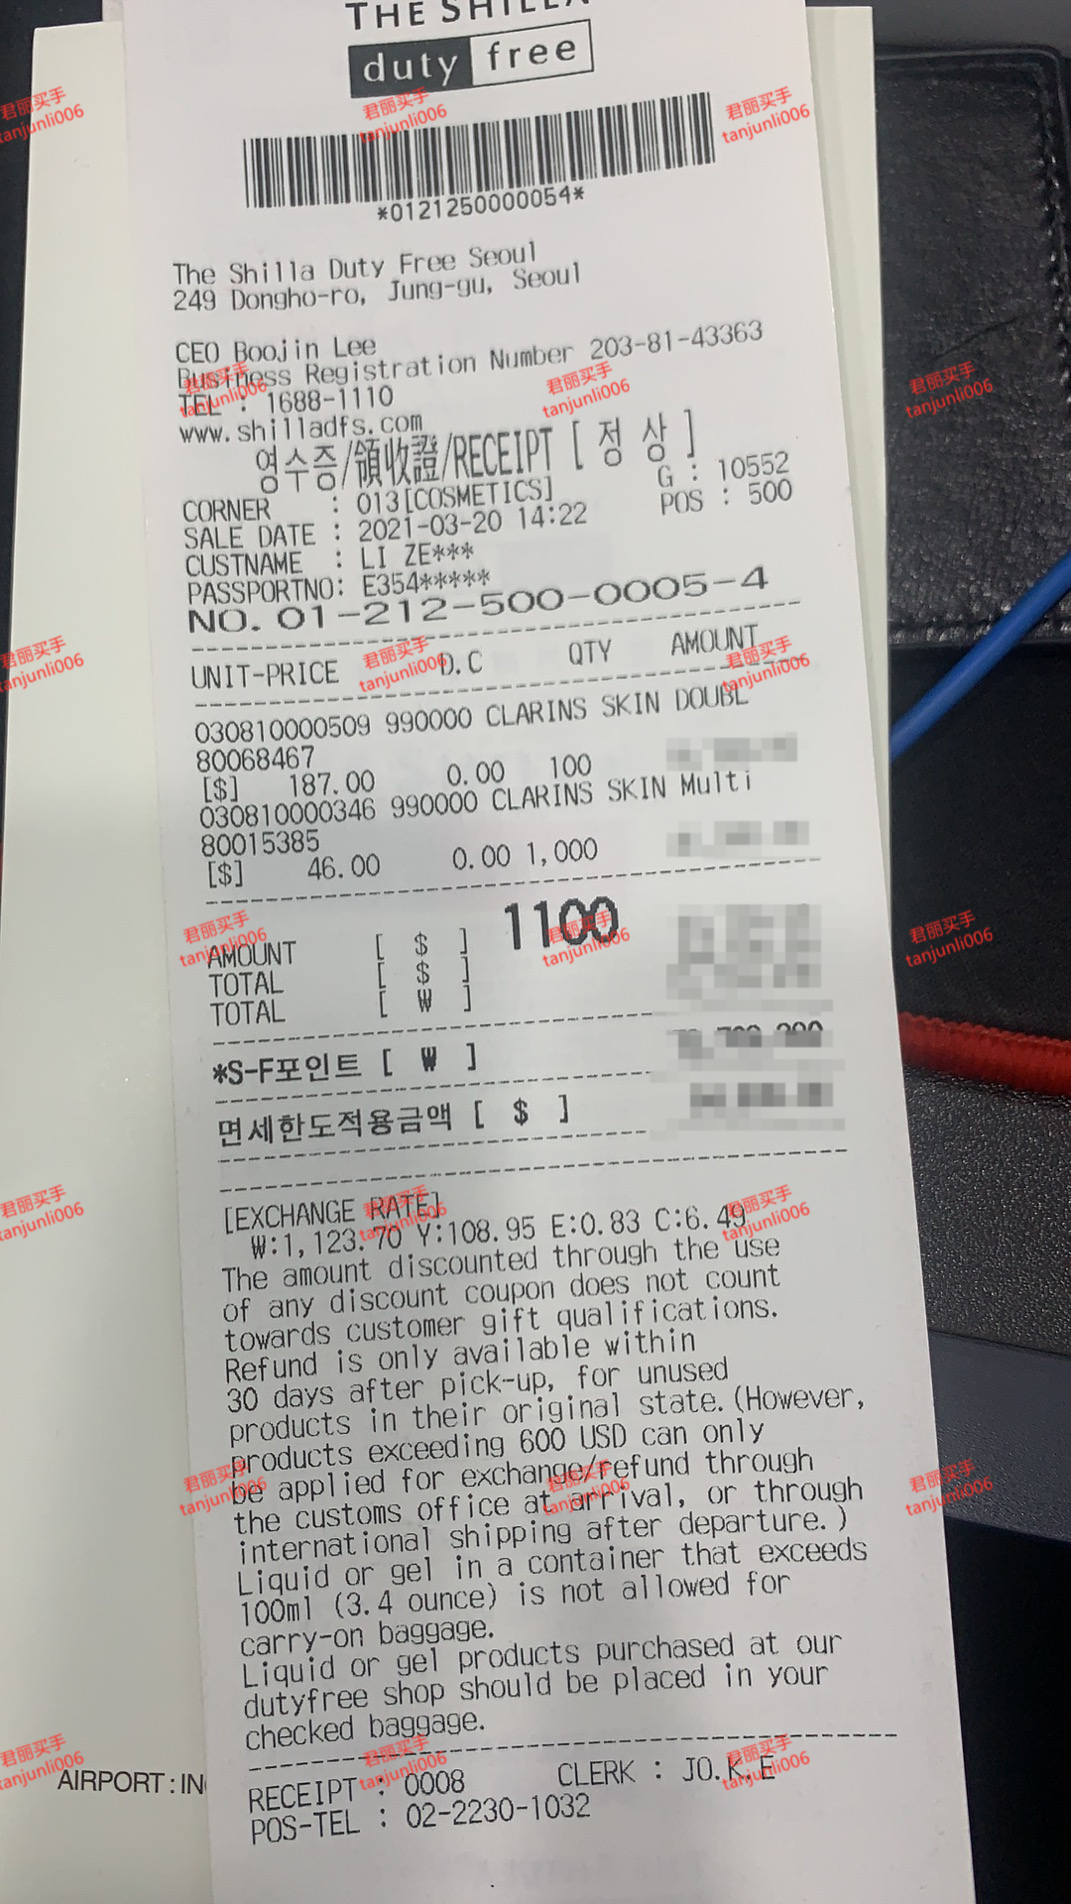 THE SHILLA
duty free
*0121250000054*
The Shilla Duty Free Seoul
249 Dongho-ro, Jung-gu, Seoul
CEO Boojin Lee
Business Registration Number 203-81-43363
TEL : 1688-1110
www.shilladfs.com
영수증/領收證/RECEIPT [ 정 상 ]
CORNER : 013[COSMETICS] G : 10552
SALE DATE : 2021-03-20 14:22 POS : 500
CUSTNAME : LI ZE***
PASSPORTNO: E354*****
NO. 01-212-500-0005-4
UNIT-PRICE D.C QTY AMOUNT
030810000509 990000 CLARINS SKIN DOUBL
80068467
[$] 187.00 0.00 100
030810000346 990000 CLARINS SKIN Multi
80015385
[$] 46.00 0.00 1,000
1100
AMOUNT [ $ ]
TOTAL [ $ ]
TOTAL [ ₩ ]
*S-F포인트 [ ₩ ]
면세한도적용금액 [ $ ]
[EXCHANGE RATE]
₩:1,123.70 Y:108.95 E:0.83 C:6.49
The amount discounted through the use
of any discount coupon does not count
towards customer gift qualifications.
Refund is only available within
30 days after pick-up, for unused
products in their original state.(However,
products exceeding 600 USD can only
be applied for exchange/refund through
the customs office at arrival, or through
international shipping after departure.)
Liquid or gel in a container that exceeds
100ml (3.4 ounce) is not allowed for
carry-on baggage.
Liquid or gel products purchased at our
dutyfree shop should be placed in your
checked baggage.
RECEIPT : 0008 CLERK : JO.K.E
POS-TEL : 02-2230-1032
AIRPORT : IN
君丽买手
tanjunli006